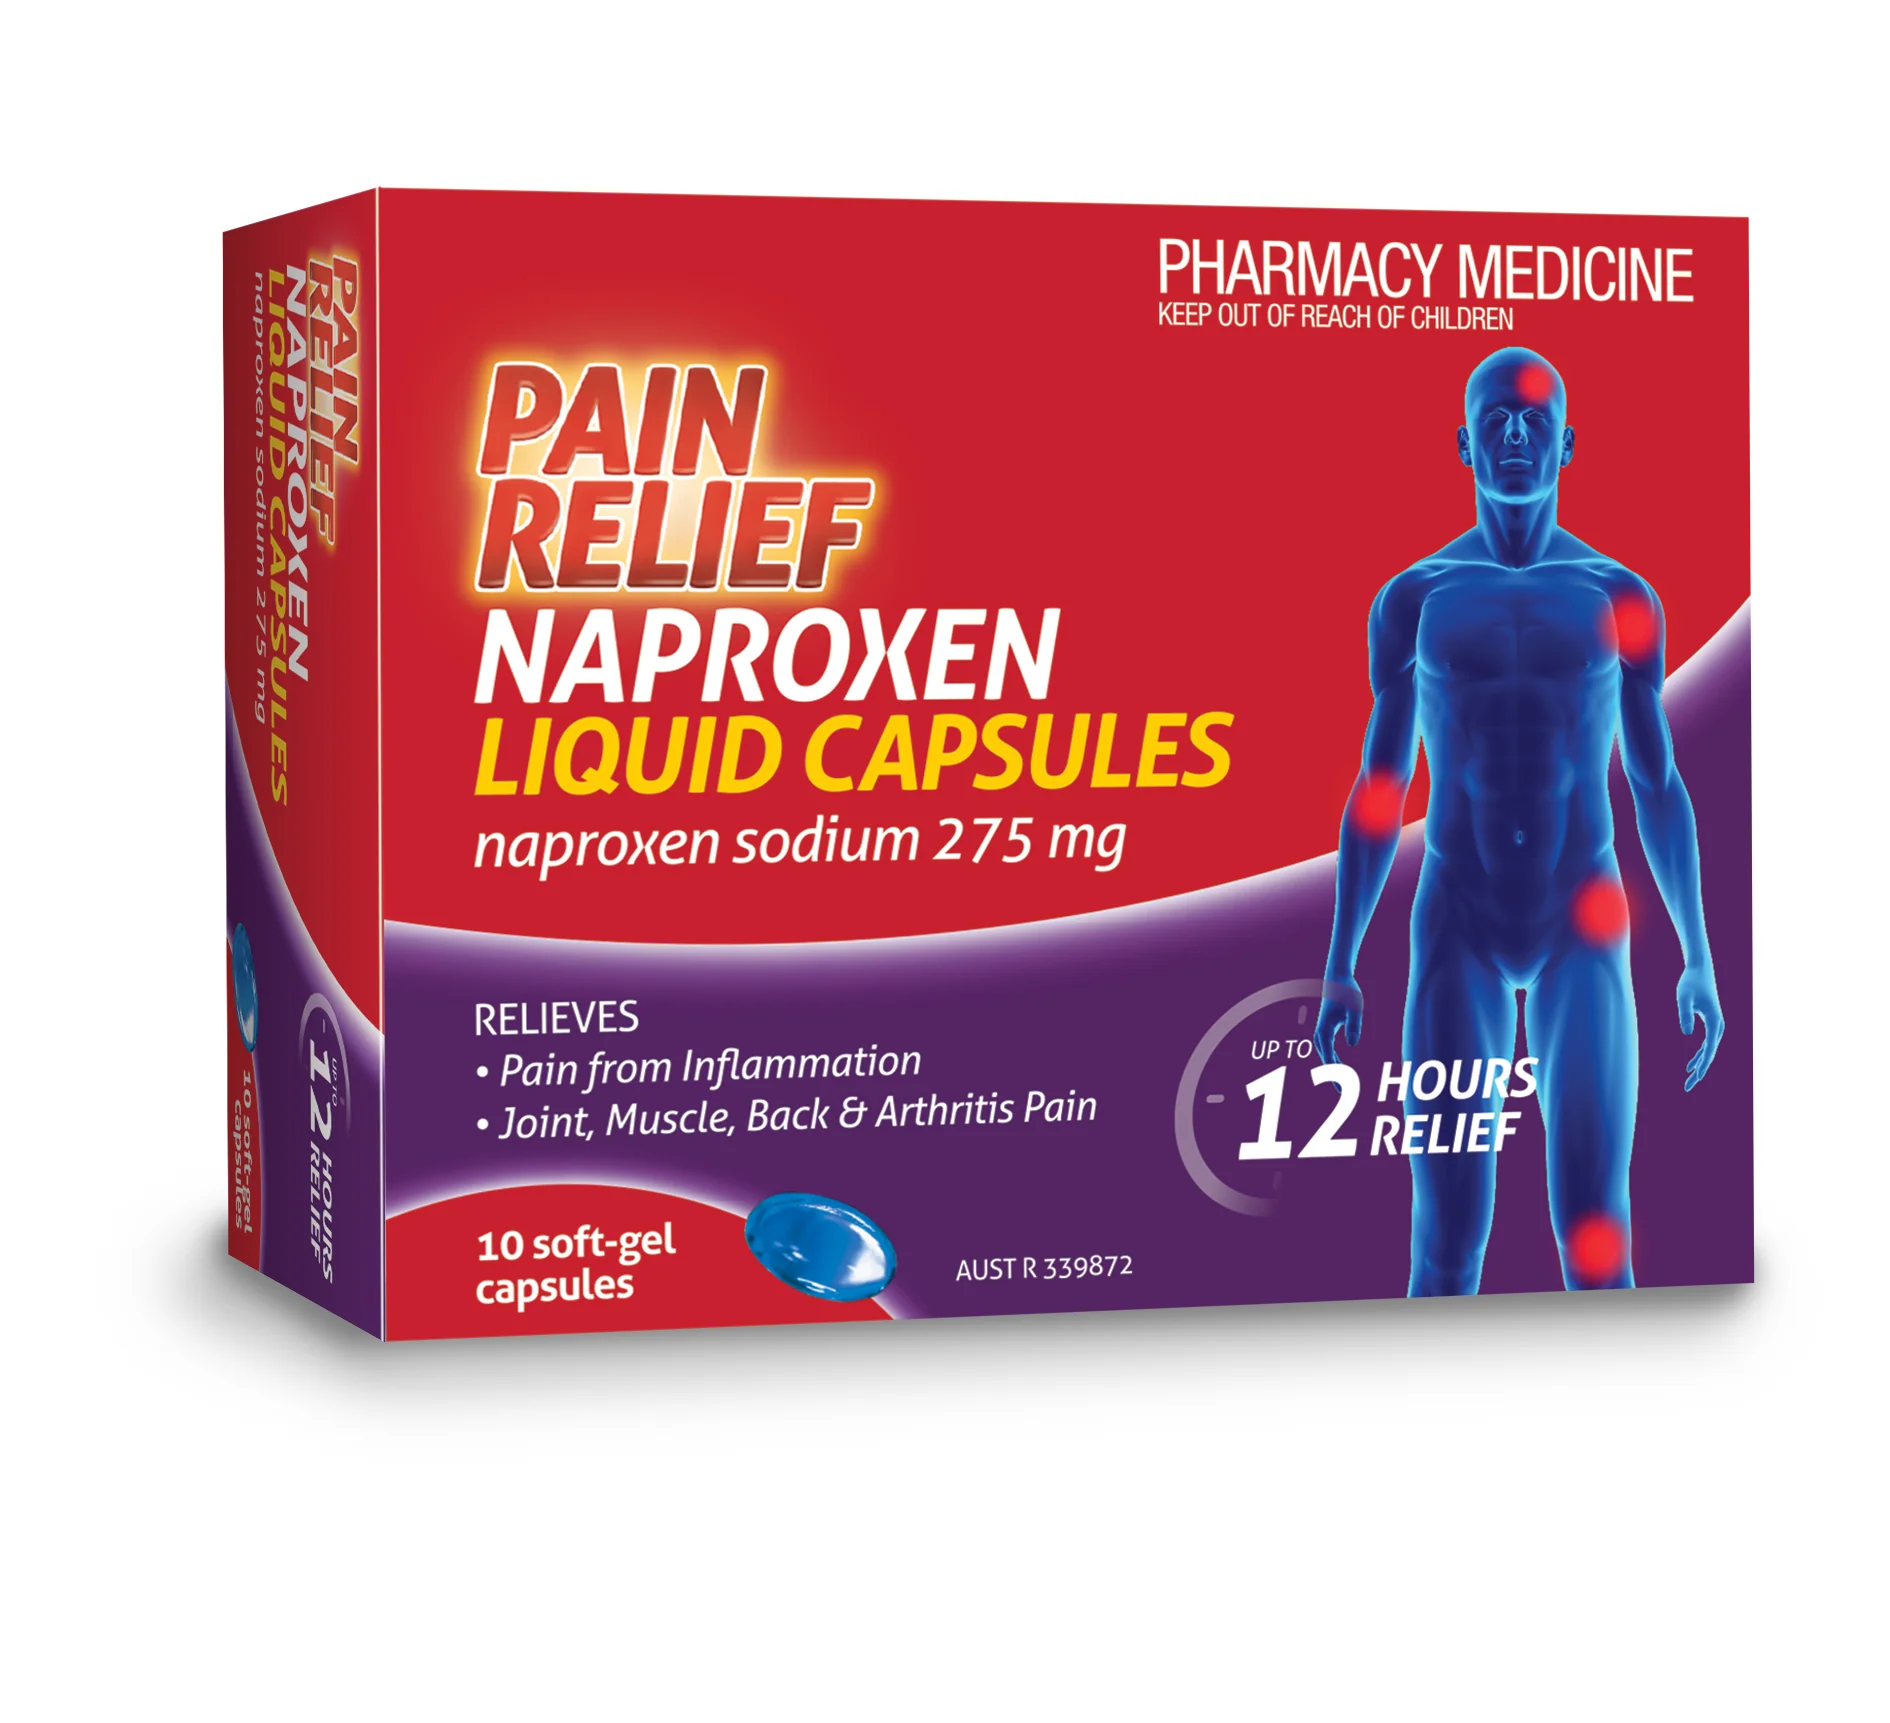 PHARMACY MEDICINE
KEEP OUT OF REACH OF CHILDREN
PAIN
RELIEF
NAPROXEN
LIQUID CAPSULES
naproxen sodium 275 mg
RELIEVES
• Pain from Inflammation
• Joint, Muscle, Back & Arthritis Pain
UP TO
12 HOURS
RELIEF
10 soft-gel
capsules
AUST R 339872
PAIN
RELIEF
NAPROXEN
LIQUID CAPSULES
naproxen sodium 275 mg
UP TO
12 HOURS
RELIEF
10 soft-gel
capsules